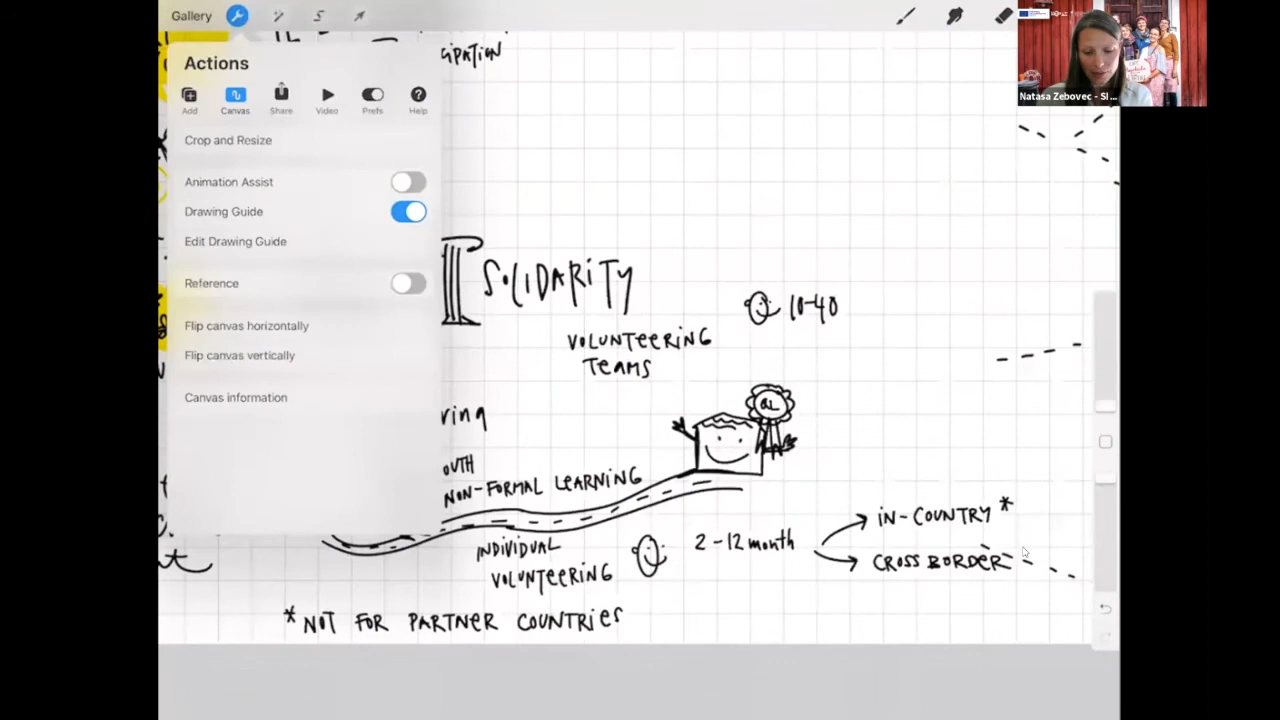 Gallery
Actions
Add Canvas Share Video Prefs Help
Crop and Resize
Animation Assist
Drawing Guide
Edit Drawing Guide
Reference
Flip canvas horizontally
Flip canvas vertically
Canvas information
Natasa Zebovec - SI ...
SOLIDARITY
VOLUNTEERING
TEAMS
10-40
QL
NON-FORMAL LEARNING
INDIVIDUAL
VOLUNTEERING
2-12 month
IN-COUNTRY *
CROSS BORDER
* NOT FOR PARTNER COUNTRIES